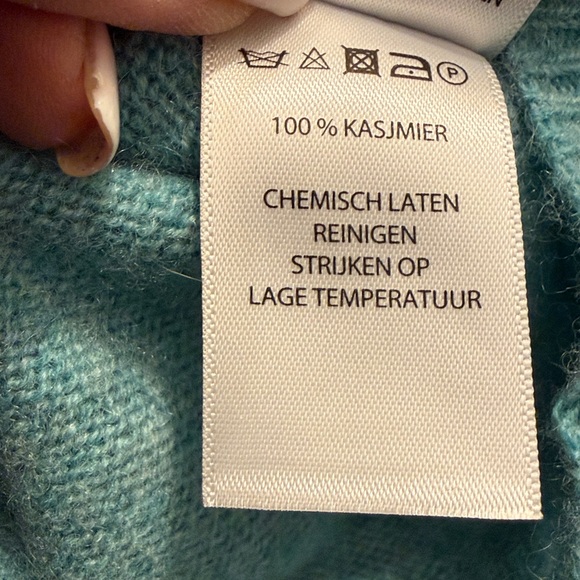 P
100 % KASJMIER
CHEMISCH LATEN
REINIGEN
STRIJKEN OP
LAGE TEMPERATUUR